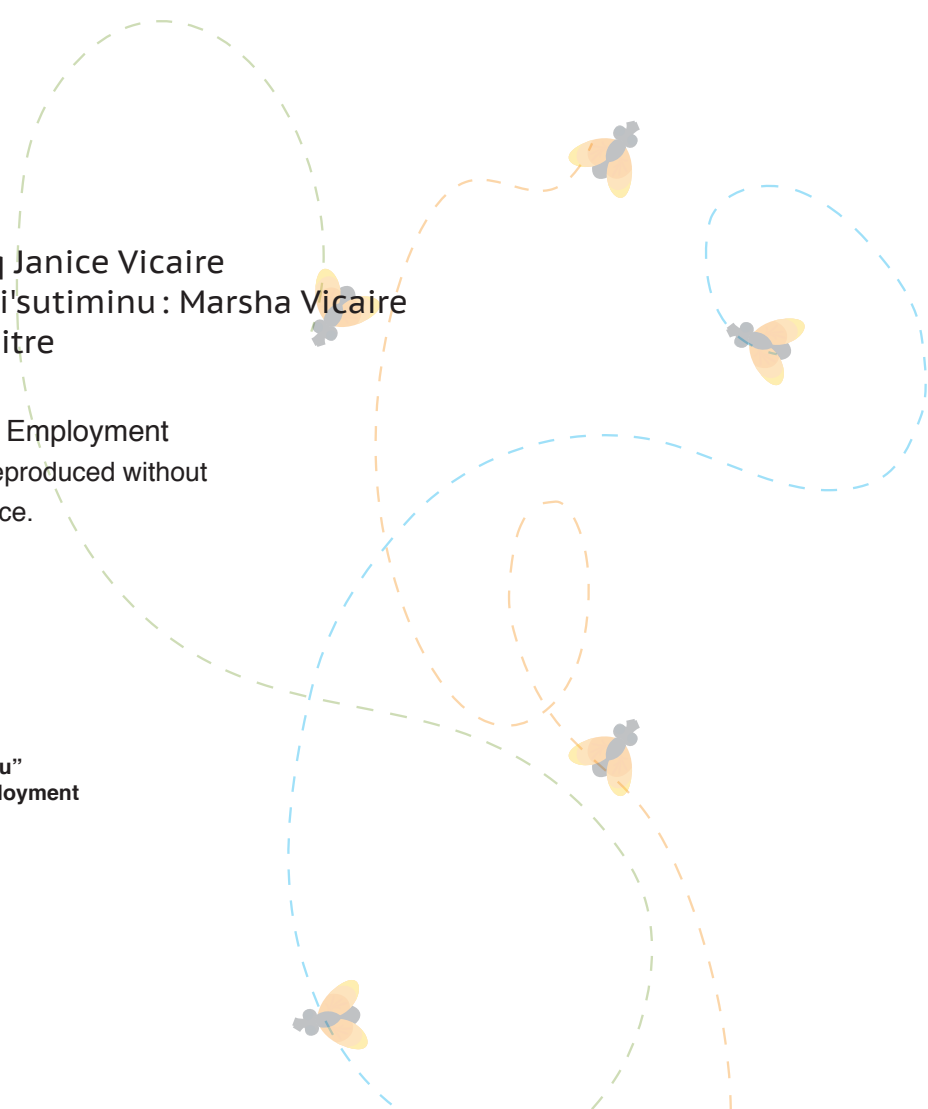 Janice Vicaire
i'sutiminu : Marsha Vicaire
itre
Employment
eproduced without
ce.
u”
loyment